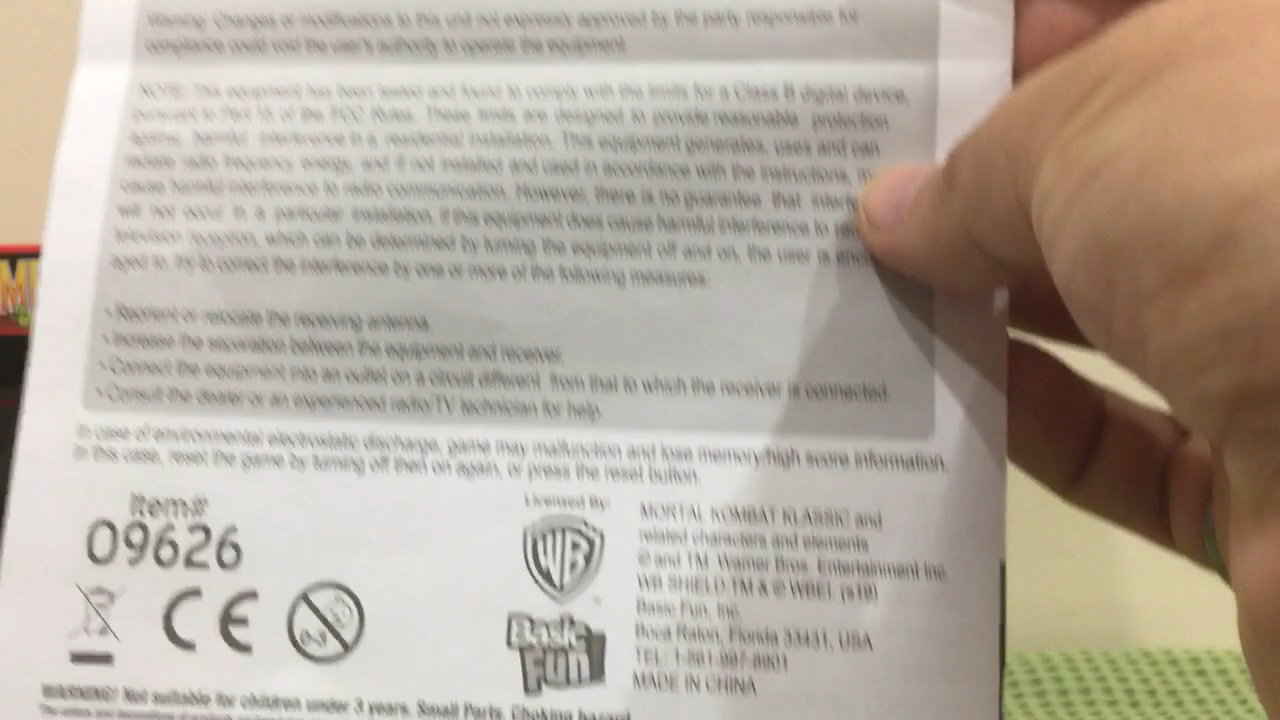 Warning: Changes or modifications to this unit not expressly approved by the party responsible for
compliance could void the user's authority to operate the equipment.
NOTE: This equipment has been tested and found to comply with the limits for a Class B digital device,
pursuant to Part 15 of the FCC Rules. These limits are designed to provide reasonable protection
against harmful interference in a residential installation. This equipment generates, uses and can
radiate radio frequency energy, and if not installed and used in accordance with the instructions,
cause harmful interference to radio communication. However, there is no guarantee that
will not occur in a particular installation. If this equipment does cause harmful interference to
television reception, which can be determined by turning the equipment off and on, the user is
aged to try to correct the interference by one or more of the following measures:
• Reorient or relocate the receiving antenna.
• Increase the separation between the equipment and receiver.
• Connect the equipment into an outlet on a circuit different from that to which the receiver is connected.
• Consult the dealer or an experienced radio/TV technician for help.
In case of environmental electrostatic discharge, game may malfunction and lose memory/high score information.
In this case, reset the game by turning off then on again, or press the reset button.
Item#
09626
CE
0-3
Licensed By:
WB
Basic
Fun
MORTAL KOMBAT KLASSIC and
related characters and elements
© and TM Warner Bros. Entertainment Inc.
WB SHIELD: TM & © WBEI. (s19)
Basic Fun, Inc.
Boca Raton, Florida 33431, USA
TEL: 1-561-997-8901
MADE IN CHINA
WARNING! Not suitable for children under 3 years. Small Parts. Choking hazard.